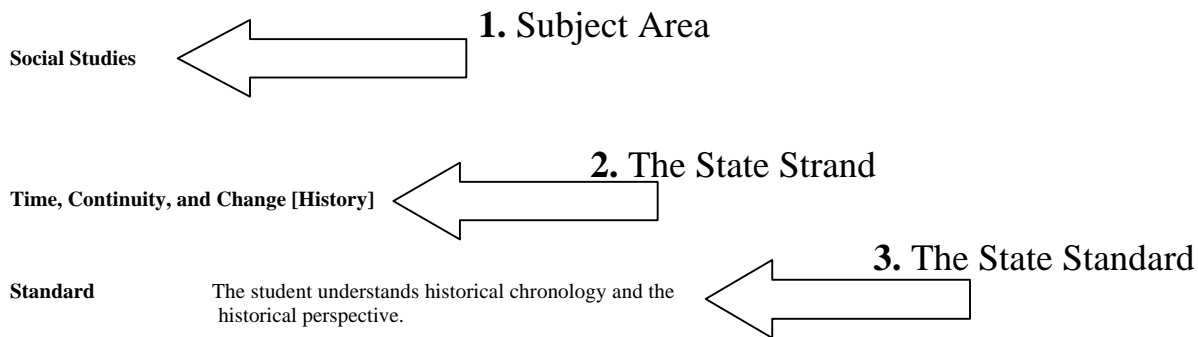 1. Subject Area
Social Studies
2. The State Strand
Time, Continuity, and Change [History]
3. The State Standard
Standard The student understands historical chronology and the
historical perspective.